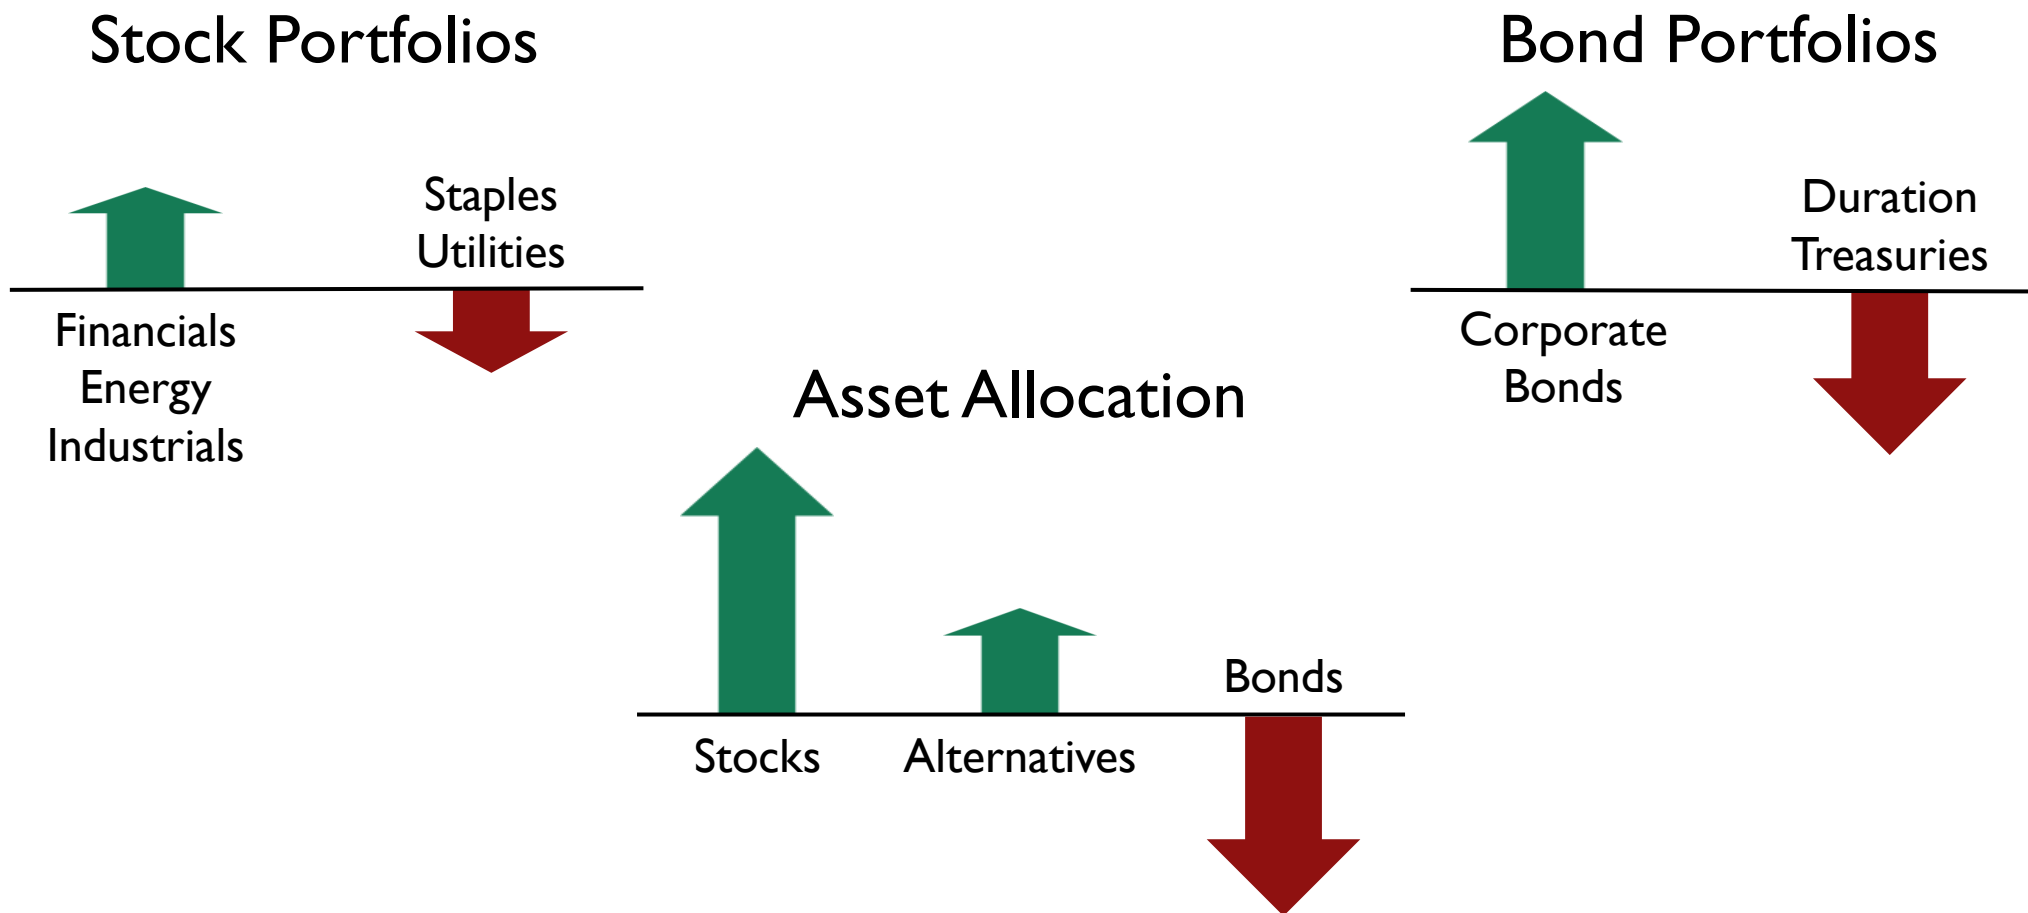 Stock Portfolios
Staples
Utilities
Financials
Energy
Industrials
Asset Allocation
Stocks
Alternatives
Bonds
Bond Portfolios
Duration
Treasuries
Corporate
Bonds